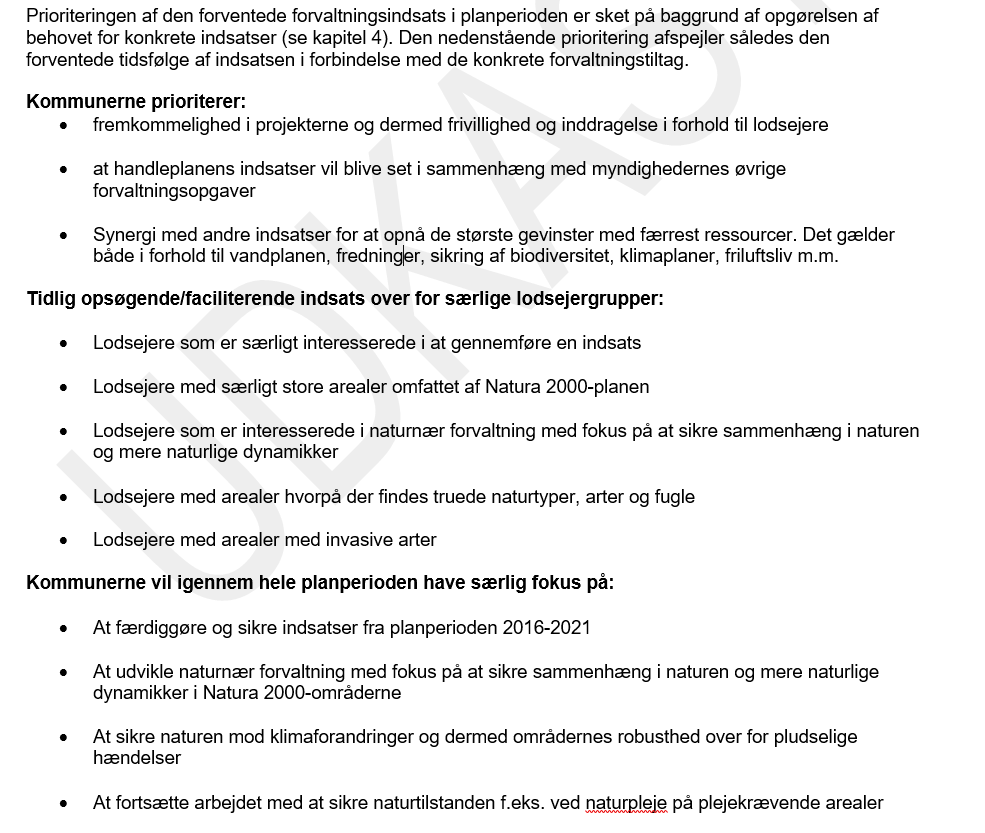 Prioriteringen af den forventede forvaltningsindsats i planperioden er sket på baggrund af opgørelsen af
behovet for konkrete indsatser (se kapitel 4). Den nedenstående prioritering afspejler således den
forventede tidsfølge af indsatsen i forbindelse med de konkrete forvaltningstiltag.
Kommunerne prioriterer:
• fremkommelighed i projekterne og dermed frivillighed og inddragelse i forhold til lodsejere
• at handleplanens indsatser vil blive set i sammenhæng med myndighedernes øvrige
forvaltningsopgaver
• Synergi med andre indsatser for at opnå de største gevinster med færrest ressourcer. Det gælder
både i forhold til vandplanen, fredninger, sikring af biodiversitet, klimaplaner, friluftsliv m.m.
Tidlig opsøgende/faciliterende indsats over for særlige lodsejergrupper:
• Lodsejere som er særligt interesserede i at gennemføre en indsats
• Lodsejere med særligt store arealer omfattet af Natura 2000-planen
• Lodsejere som er interesserede i naturnær forvaltning med fokus på at sikre sammenhæng i naturen
og mere naturlige dynamikker
• Lodsejere med arealer hvorpå der findes truede naturtyper, arter og fugle
• Lodsejere med arealer med invasive arter
Kommunerne vil igennem hele planperioden have særlig fokus på:
• At færdiggøre og sikre indsatser fra planperioden 2016-2021
• At udvikle naturnær forvaltning med fokus på at sikre sammenhæng i naturen og mere naturlige
dynamikker i Natura 2000-områderne
• At sikre naturen mod klimaforandringer og dermed områdernes robusthed over for pludselige
hændelser
• At fortsætte arbejdet med at sikre naturtilstanden f.eks. ved naturpleje på plejekrævende arealer
UDKAS